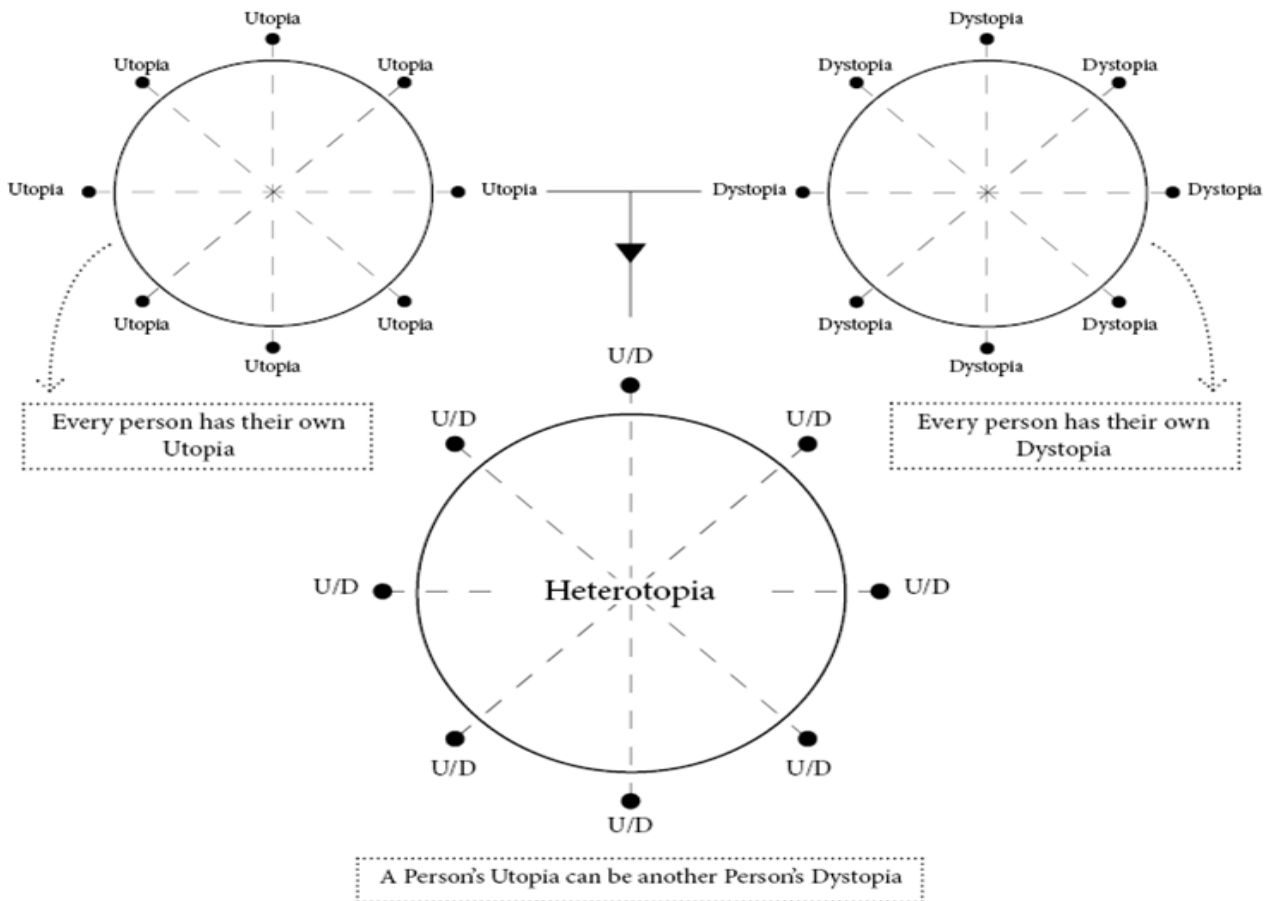 Utopia
Dystopia
Utopia
Utopia
Dystopia
Dystopia
Utopia
Utopia
Dystopia
Dystopia
Utopia
Utopia
Dystopia
Dystopia
Utopia
Dystopia
U/D
Every person has their own
Utopia
Every person has their own
Dystopia
U/D
U/D
U/D
Heterotopia
U/D
U/D
U/D
U/D
A Person's Utopia can be another Person's Dystopia